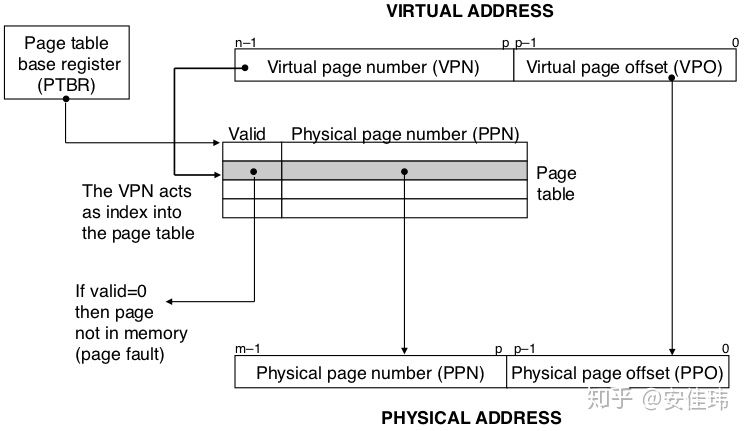 VIRTUAL ADDRESS
Page table
base register
(PTBR)
n–1
p
p–1
0
Virtual page number (VPN)
Virtual page offset (VPO)
Valid
Physical page number (PPN)
Page
table
The VPN acts
as index into
the page table
If valid=0
then page
not in memory
(page fault)
m–1
p
p–1
0
Physical page number (PPN)
Physical page offset (PPO)
PHYSICAL ADDRESS
知乎 @安佳玮